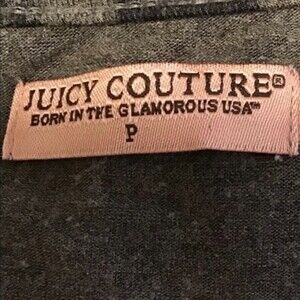 JUICY COUTURE®
BORN IN THE GLAMOROUS USA™
P